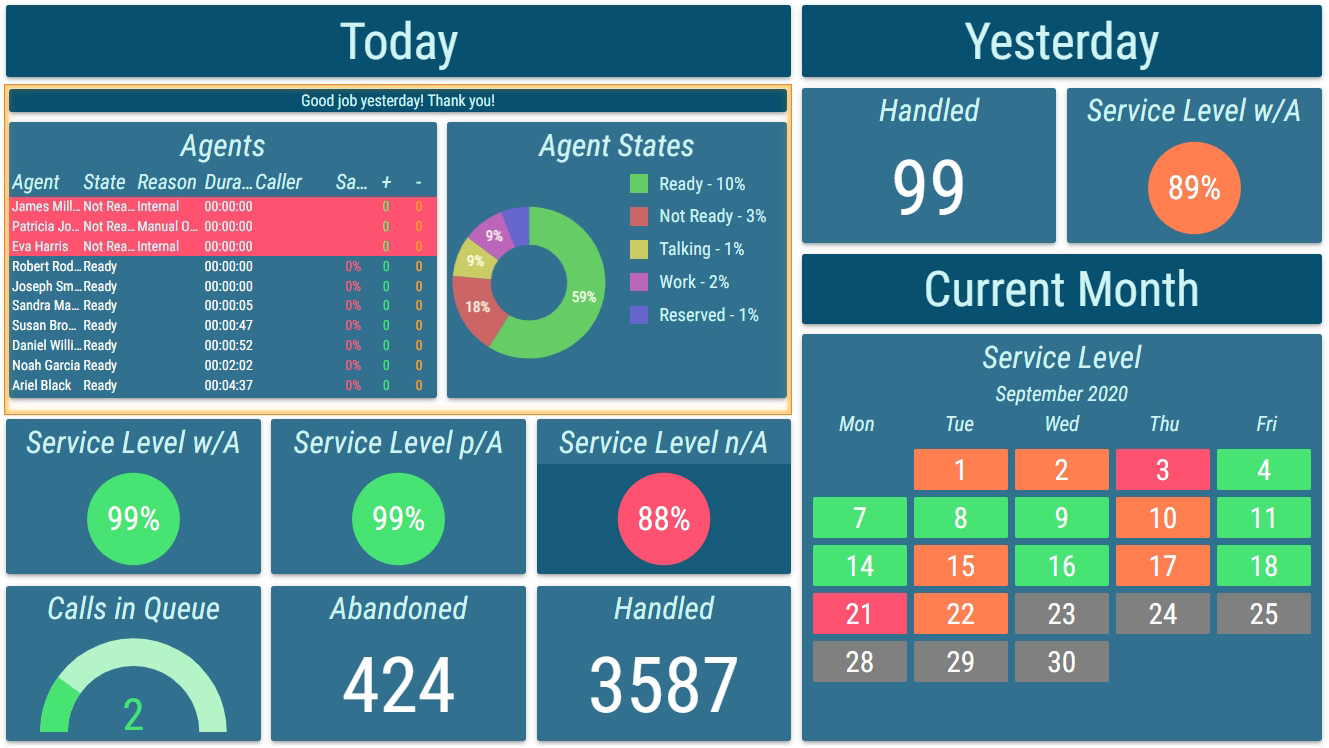 Today
Good job yesterday! Thank you!
Agents
Agent State Reason Dura... Caller Sa... + -
James Mill... Not Rea... Internal 00:00:00 0 0
Patricia Jo... Not Rea... Manual O... 00:00:00 0 0
Eva Harris Not Rea... Internal 00:00:00 0 0
Robert Rod... Ready 00:00:00 0% 0 0
Joseph Sm... Ready 00:00:00 0% 0 0
Sandra Ma... Ready 00:00:05 0% 0 0
Susan Bro... Ready 00:00:47 0% 0 0
Daniel Willi... Ready 00:00:52 0% 0 0
Noah Garcia Ready 00:02:02 0% 0 0
Ariel Black Ready 00:04:37 0% 0 0
Agent States
59%
18%
9%
9%
Ready - 10%
Not Ready - 3%
Talking - 1%
Work - 2%
Reserved - 1%
Service Level w/A
99%
Service Level p/A
99%
Service Level n/A
88%
Calls in Queue
2
Abandoned
424
Handled
3587
Yesterday
Handled
99
Service Level w/A
89%
Current Month
Service Level
September 2020
Mon Tue Wed Thu Fri
1 2 3 4
7 8 9 10 11
14 15 16 17 18
21 22 23 24 25
28 29 30